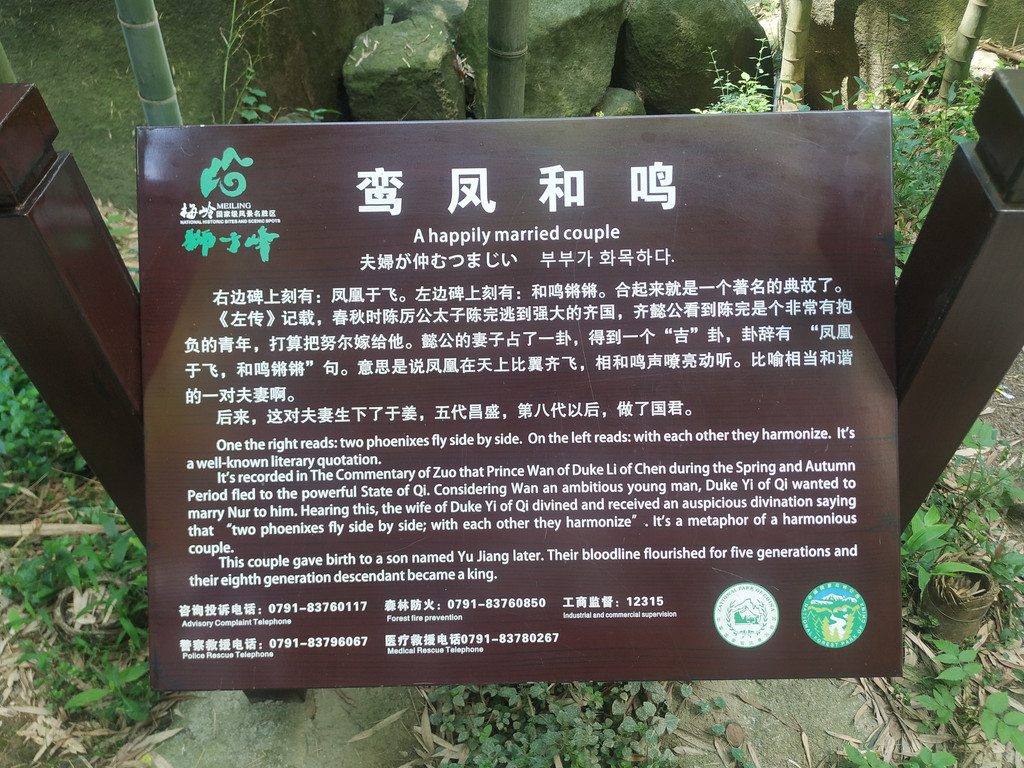 梅岭 MEILING
国家级风景名胜区
NATIONAL HISTORIC SITES AND SCENIC SPOTS
狮子峰
鸾凤和鸣
A happily married couple
夫婦が仲むつまじい 부부가 화목하다.
右边碑上刻有：凤凰于飞。左边碑上刻有：和鸣锵锵。合起来就是一个著名的典故了。
《左传》记载，春秋时陈厉公太子陈完逃到强大的齐国，齐懿公看到陈完是个非常有抱
负的青年，打算把努尔嫁给他。懿公的妻子占了一卦，得到一个“吉”卦，卦辞有 “凤凰
于飞，和鸣锵锵”句。意思是说凤凰在天上比翼齐飞，相和鸣声嘹亮动听。比喻相当和谐
的一对夫妻啊。
后来，这对夫妻生下了于姜，五代昌盛，第八代以后，做了国君。
One the right reads: two phoenixes fly side by side. On the left reads: with each other they harmonize. It's
a well-known literary quotation.
It's recorded in The Commentary of Zuo that Prince Wan of Duke Li of Chen during the Spring and Autumn
Period fled to the powerful State of Qi. Considering Wan an ambitious young man, Duke Yi of Qi wanted to
marry Nur to him. Hearing this, the wife of Duke Yi of Qi divined and received an auspicious divination saying
that “two phoenixes fly side by side; with each other they harmonize”. It's a metaphor of a harmonious
couple.
This couple gave birth to a son named Yu Jiang later. Their bloodline flourished for five generations and
their eighth generation descendant became a king.
咨询投诉电话：0791-83760117 森林防火：0791-83760850 工商监督：12315
Advisory Complaint Telephone Forest fire prevention Industrial and commercial supervision
警察救援电话：0791-83796067 医疗救援电话0791-83780267
Police Rescue Telephone Medical Rescue Telephone